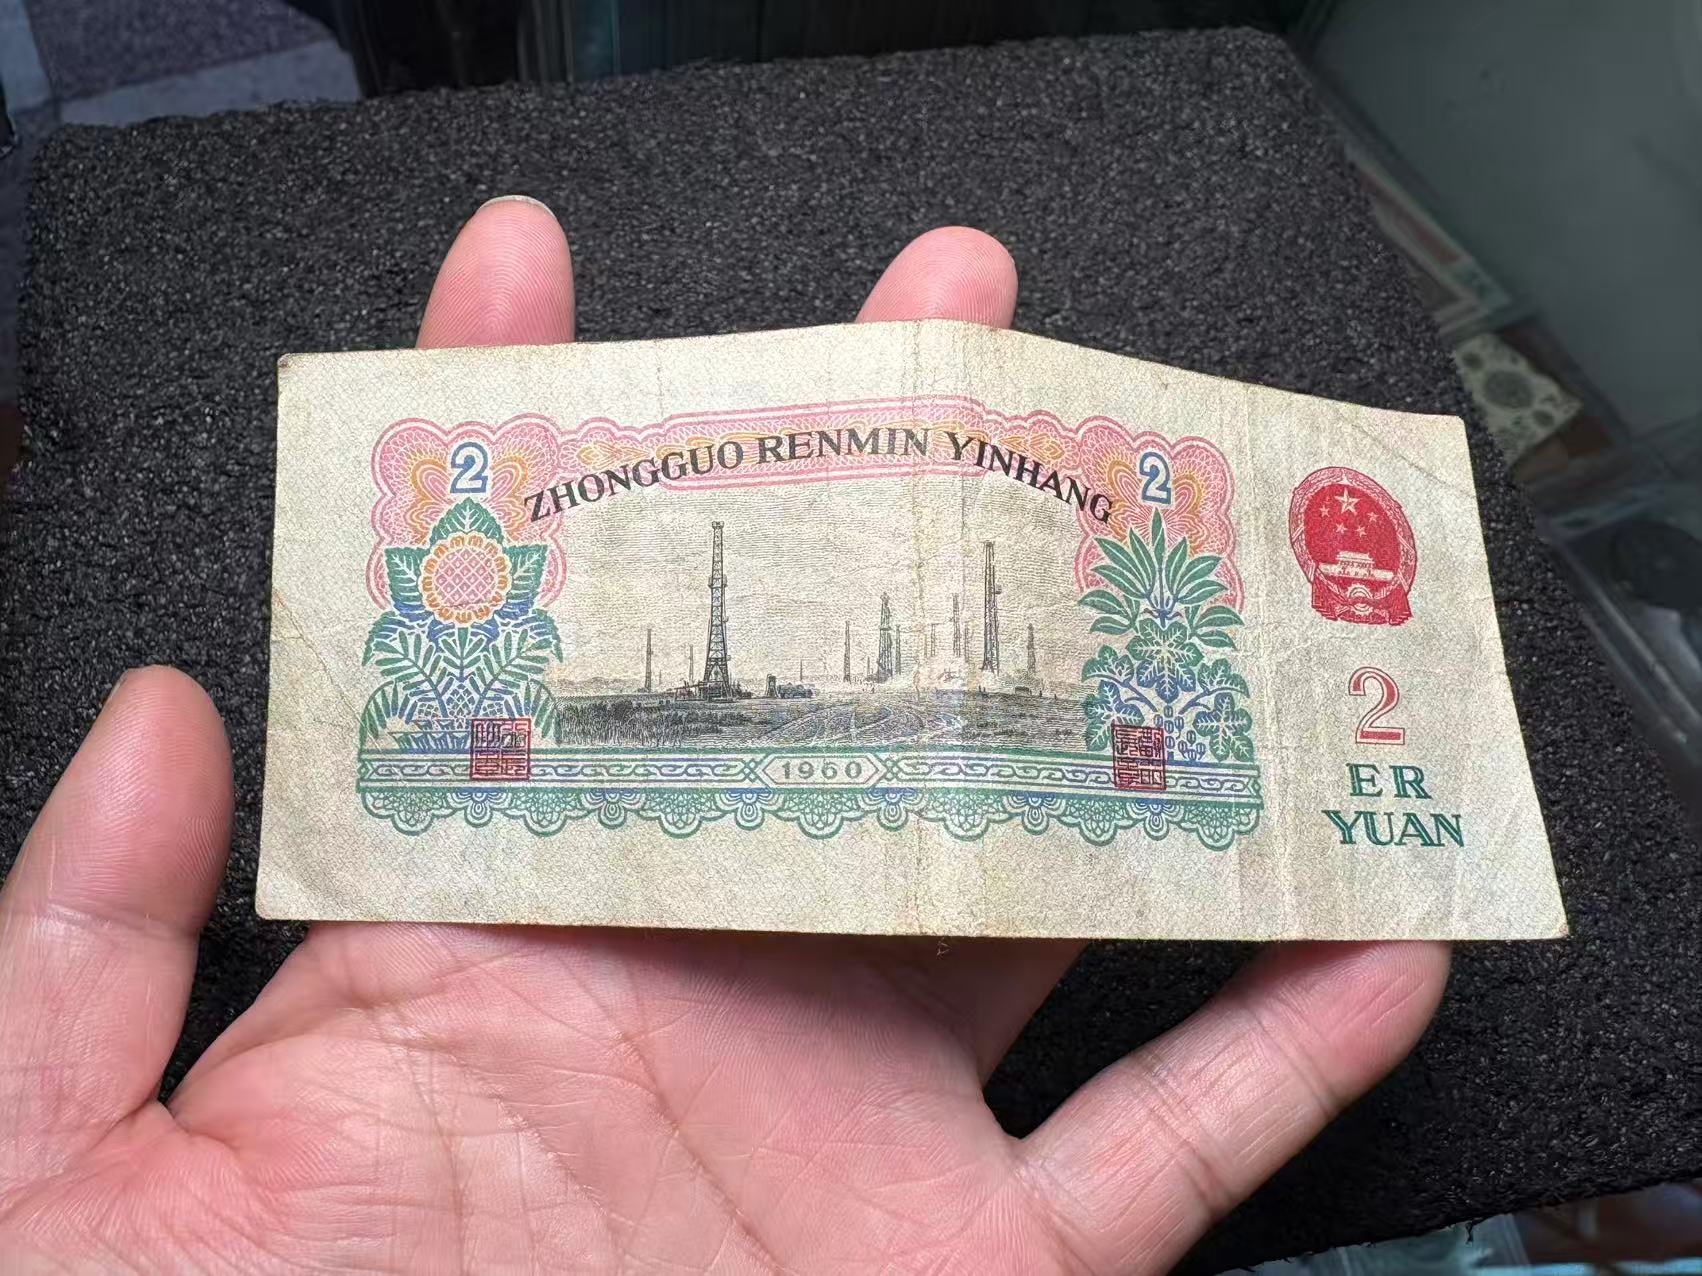 2
ZHONGGUO RENMIN YINHANG
2
1960
2
ER
YUAN